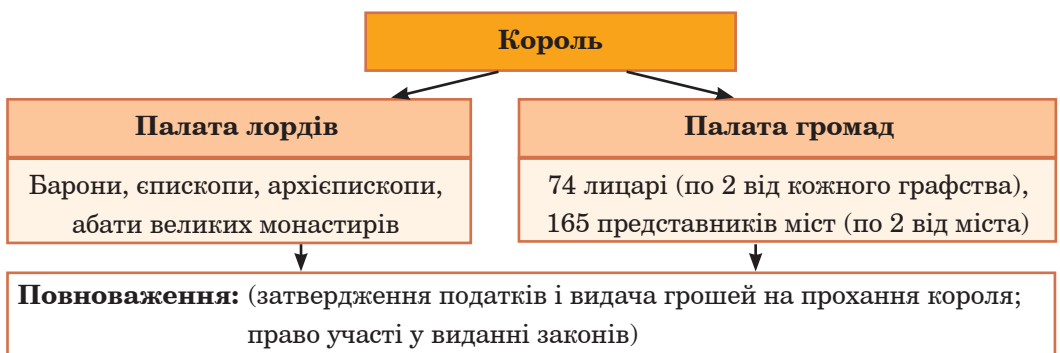 Король
Палата лордів
Барони, єпископи, архієпископи,
абати великих монастирів
Палата громад
74 лицарі (по 2 від кожного графства),
165 представників міст (по 2 від міста)
Повноваження: (затвердження податків і видача грошей на прохання короля;
право участі у виданні законів)